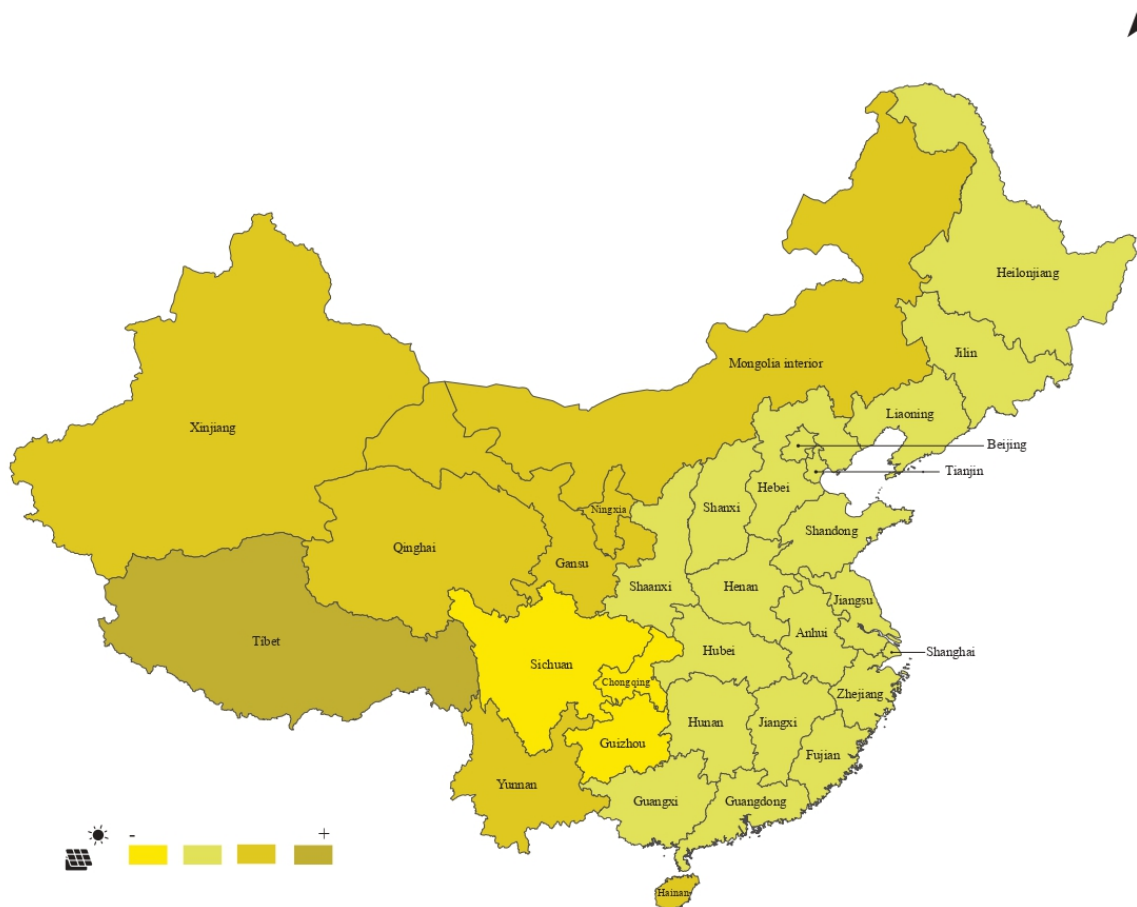 Heilonjiang
Jilin
Mongolia interior
Liaoning
Xinjiang
Beijing
Tianjin
Hebei
Shanxi
Ningxia
Shandong
Qinghai
Gansu
Shaanxi
Henan
Jiangsu
Anhui
Tibet
Hubei
Shanghai
Sichuan
Chongqing
Zhejiang
Hunan
Jiangxi
Guizhou
Fujian
Yunnan
Guangxi
Guangdong
- +
Hainan